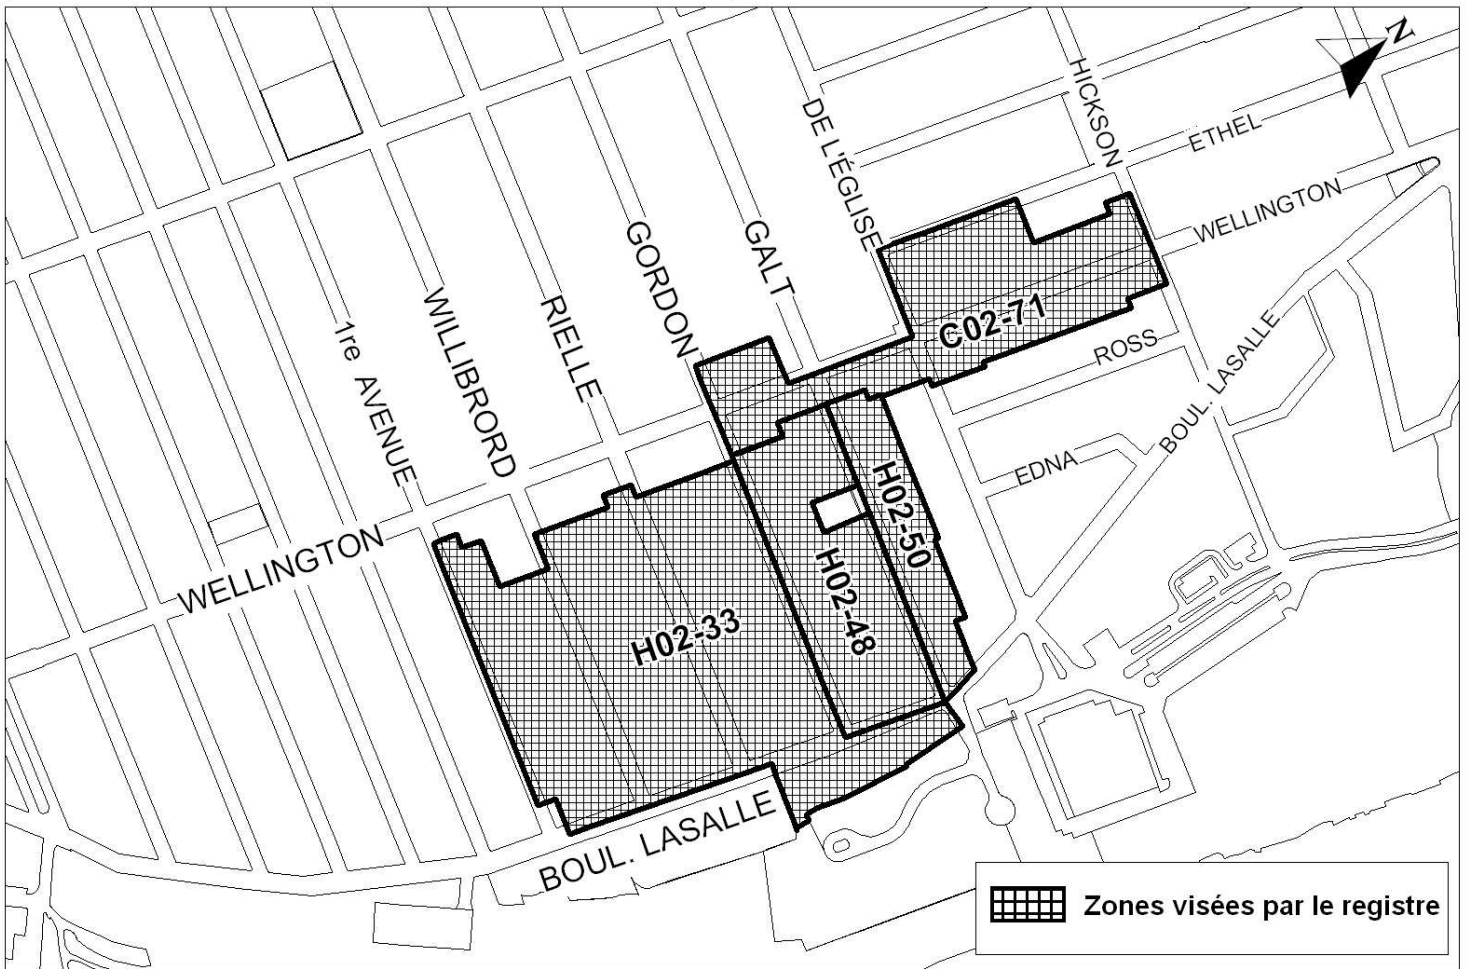 N
HICKSON
ETHEL
DE L'ÉGLISE
WELLINGTON
GORDON
GALT
1re AVENUE
WILLIBRORD
RIELLE
C02-71
ROSS
BOUL. LASALLE
EDNA
H02-50
WELLINGTON
H02-48
H02-33
BOUL. LASALLE
Zones visées par le registre